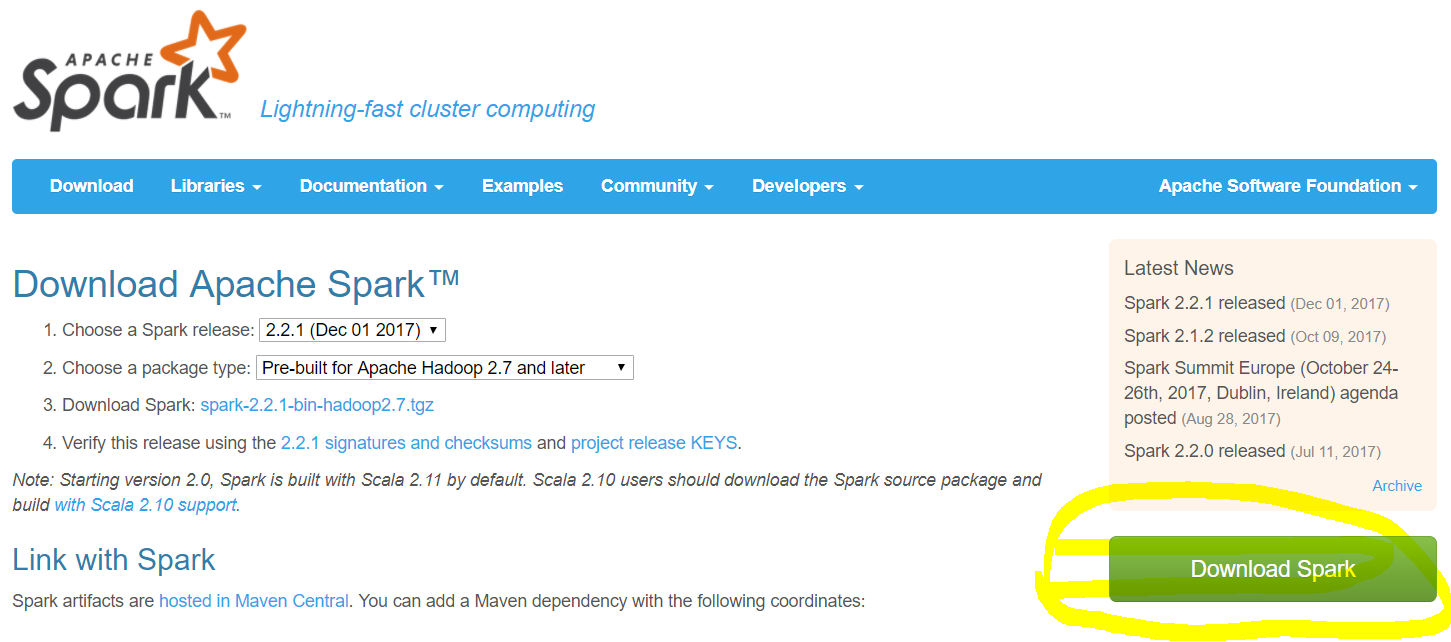 APACHE
Spark™
Lightning-fast cluster computing
Download Libraries Documentation Examples Community Developers Apache Software Foundation
Download Apache Spark™
1. Choose a Spark release: 2.2.1 (Dec 01 2017)
2. Choose a package type: Pre-built for Apache Hadoop 2.7 and later
3. Download Spark: spark-2.2.1-bin-hadoop2.7.tgz
4. Verify this release using the 2.2.1 signatures and checksums and project release KEYS.
Note: Starting version 2.0, Spark is built with Scala 2.11 by default. Scala 2.10 users should download the Spark source package and
build with Scala 2.10 support.
Link with Spark
Spark artifacts are hosted in Maven Central. You can add a Maven dependency with the following coordinates:
Latest News
Spark 2.2.1 released (Dec 01, 2017)
Spark 2.1.2 released (Oct 09, 2017)
Spark Summit Europe (October 24-
26th, 2017, Dublin, Ireland) agenda
posted (Aug 28, 2017)
Spark 2.2.0 released (Jul 11, 2017)
Archive
Download Spark